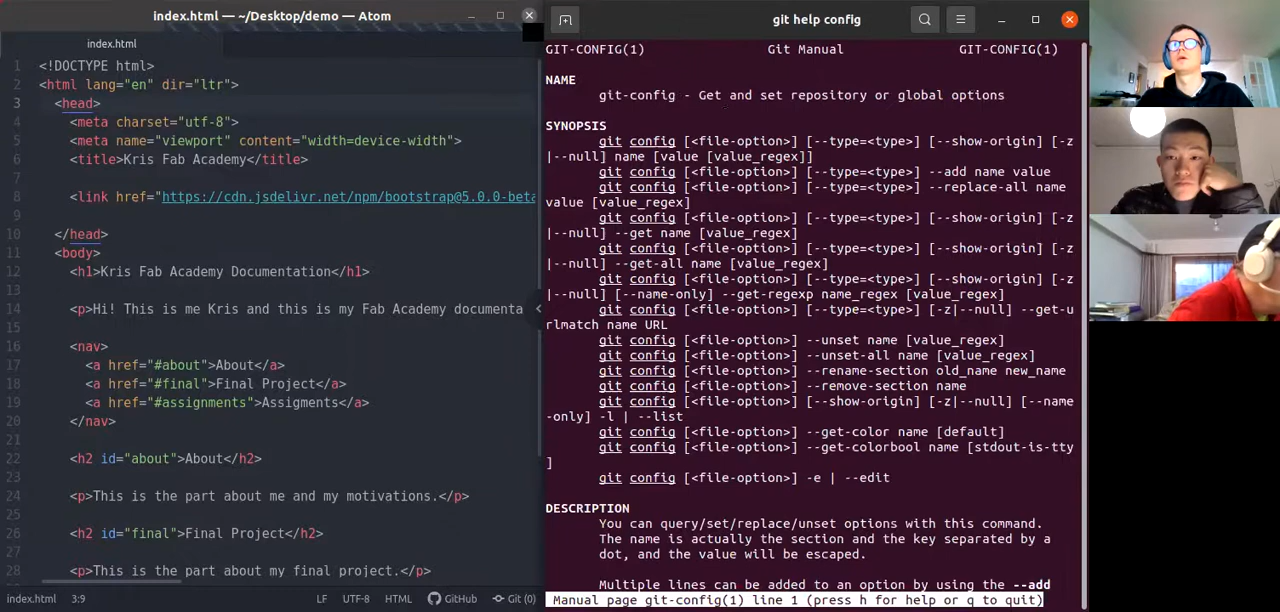 index.html — ~/Desktop/demo — Atom
index.html
1 <!DOCTYPE html>
2 <html lang="en" dir="ltr">
3 <head>
4 <meta charset="utf-8">
5 <meta name="viewport" content="width=device-width">
6 <title>Kris Fab Academy</title>
7
8 <link href="https://cdn.jsdelivr.net/npm/bootstrap@5.0.0-beta
9
10 </head>
11 <body>
12 <h1>Kris Fab Academy Documentation</h1>
13
14 <p>Hi! This is me Kris and this is my Fab Academy documenta
15
16 <nav>
17 <a href="#about">About</a>
18 <a href="#final">Final Project</a>
19 <a href="#assignments">Assigments</a>
20 </nav>
21
22 <h2 id="about">About</h2>
23
24 <p>This is the part about me and my motivations.</p>
25
26 <h2 id="final">Final Project</h2>
27
28 <p>This is the part about my final project.</p>
index.html 3:9 LF UTF-8 HTML GitHub Git (0)
git help config
GIT-CONFIG(1) Git Manual GIT-CONFIG(1)
NAME
git-config - Get and set repository or global options
SYNOPSIS
git config [<file-option>] [--type=<type>] [--show-origin] [-z
|--null] name [value [value_regex]]
git config [<file-option>] [--type=<type>] --add name value
git config [<file-option>] [--type=<type>] --replace-all name
value [value_regex]
git config [<file-option>] [--type=<type>] [--show-origin] [-z
|--null] --get name [value_regex]
git config [<file-option>] [--type=<type>] [--show-origin] [-z
|--null] --get-all name [value_regex]
git config [<file-option>] [--type=<type>] [--show-origin] [-z
|--null] [--name-only] --get-regexp name_regex [value_regex]
git config [<file-option>] [--type=<type>] [-z|--null] --get-u
rlmatch name URL
git config [<file-option>] --unset name [value_regex]
git config [<file-option>] --unset-all name [value_regex]
git config [<file-option>] --rename-section old_name new_name
git config [<file-option>] --remove-section name
git config [<file-option>] [--show-origin] [-z|--null] [--name
-only] -l | --list
git config [<file-option>] --get-color name [default]
git config [<file-option>] --get-colorbool name [stdout-is-tty
]
git config [<file-option>] -e | --edit
DESCRIPTION
You can query/set/replace/unset options with this command.
The name is actually the section and the key separated by a
dot, and the value will be escaped.
Multiple lines can be added to an option by using the --add
Manual page git-config(1) line 1 (press h for help or q to quit)